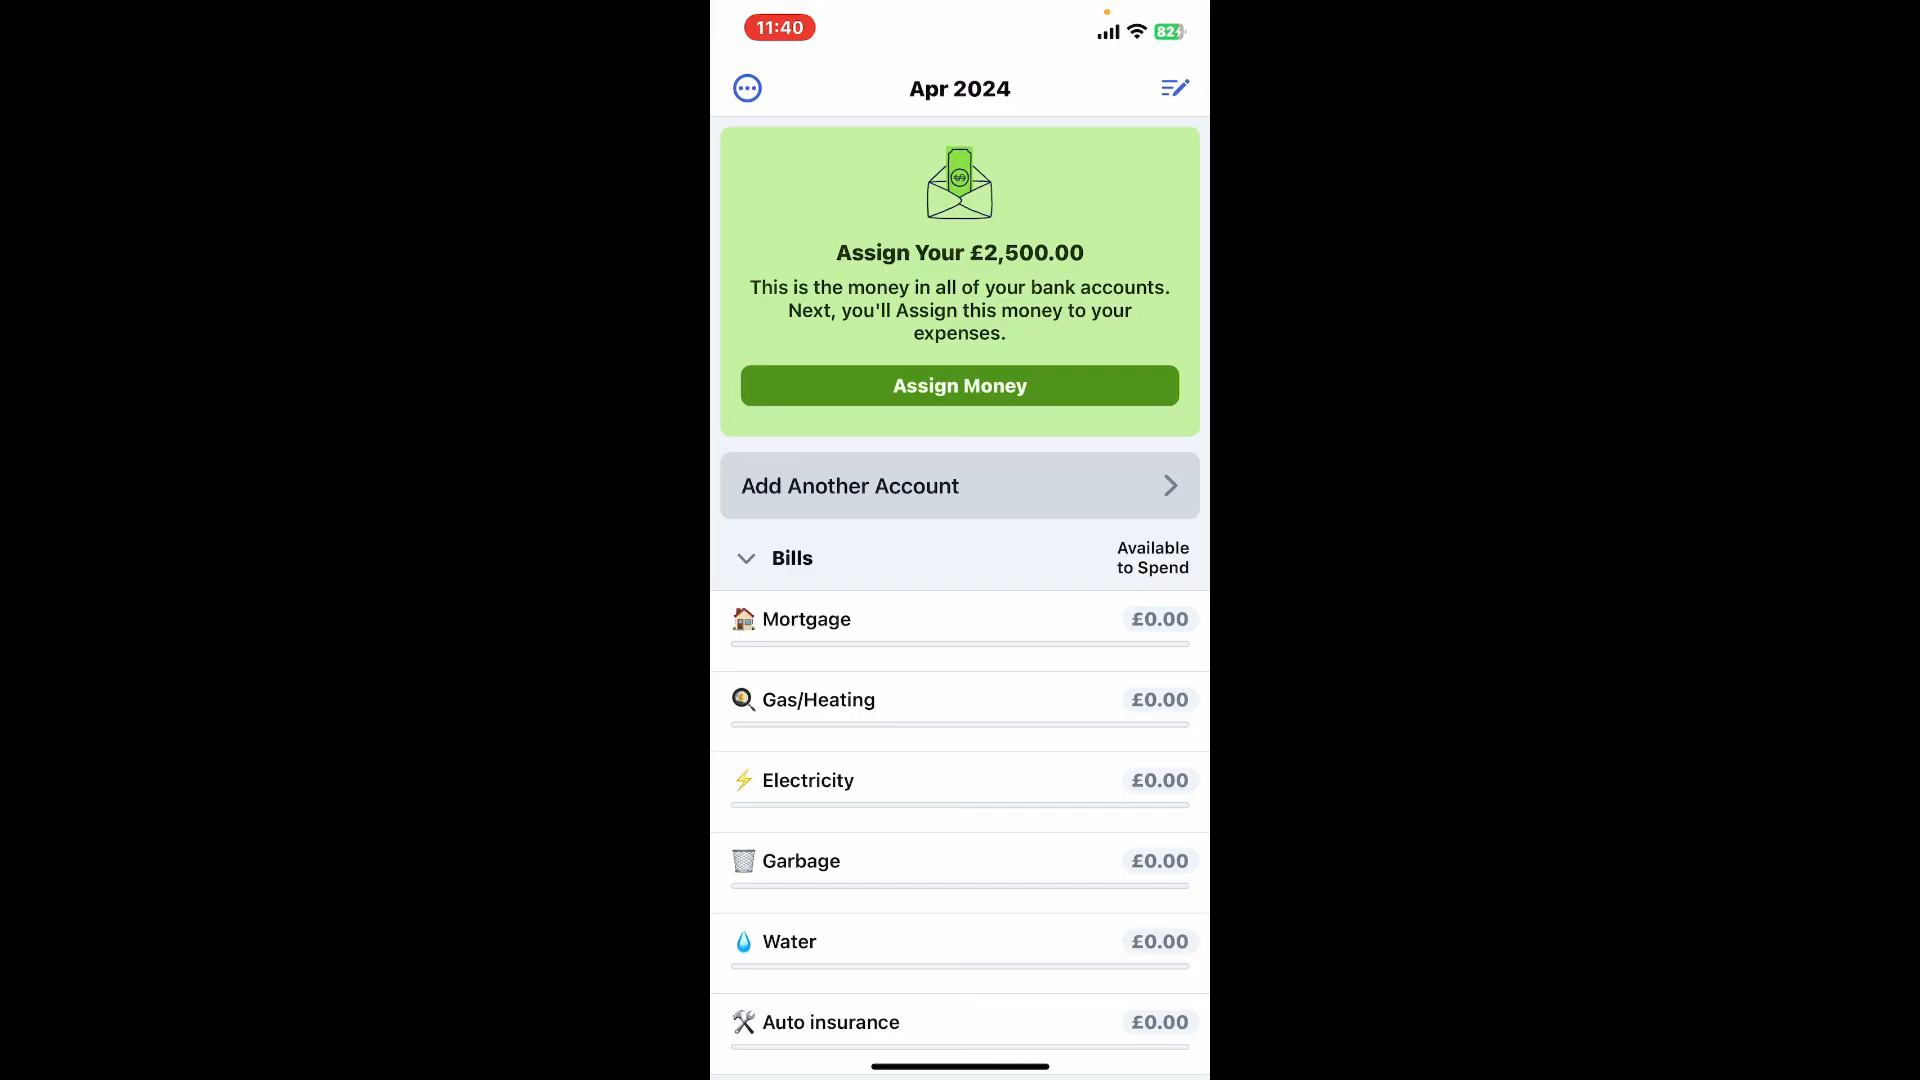 11:40
82
Apr 2024
Assign Your £2,500.00
This is the money in all of your bank accounts.
Next, you'll Assign this money to your
expenses.
Assign Money
Add Another Account
Bills
Available
to Spend
Mortgage £0.00
Gas/Heating £0.00
Electricity £0.00
Garbage £0.00
Water £0.00
Auto insurance £0.00